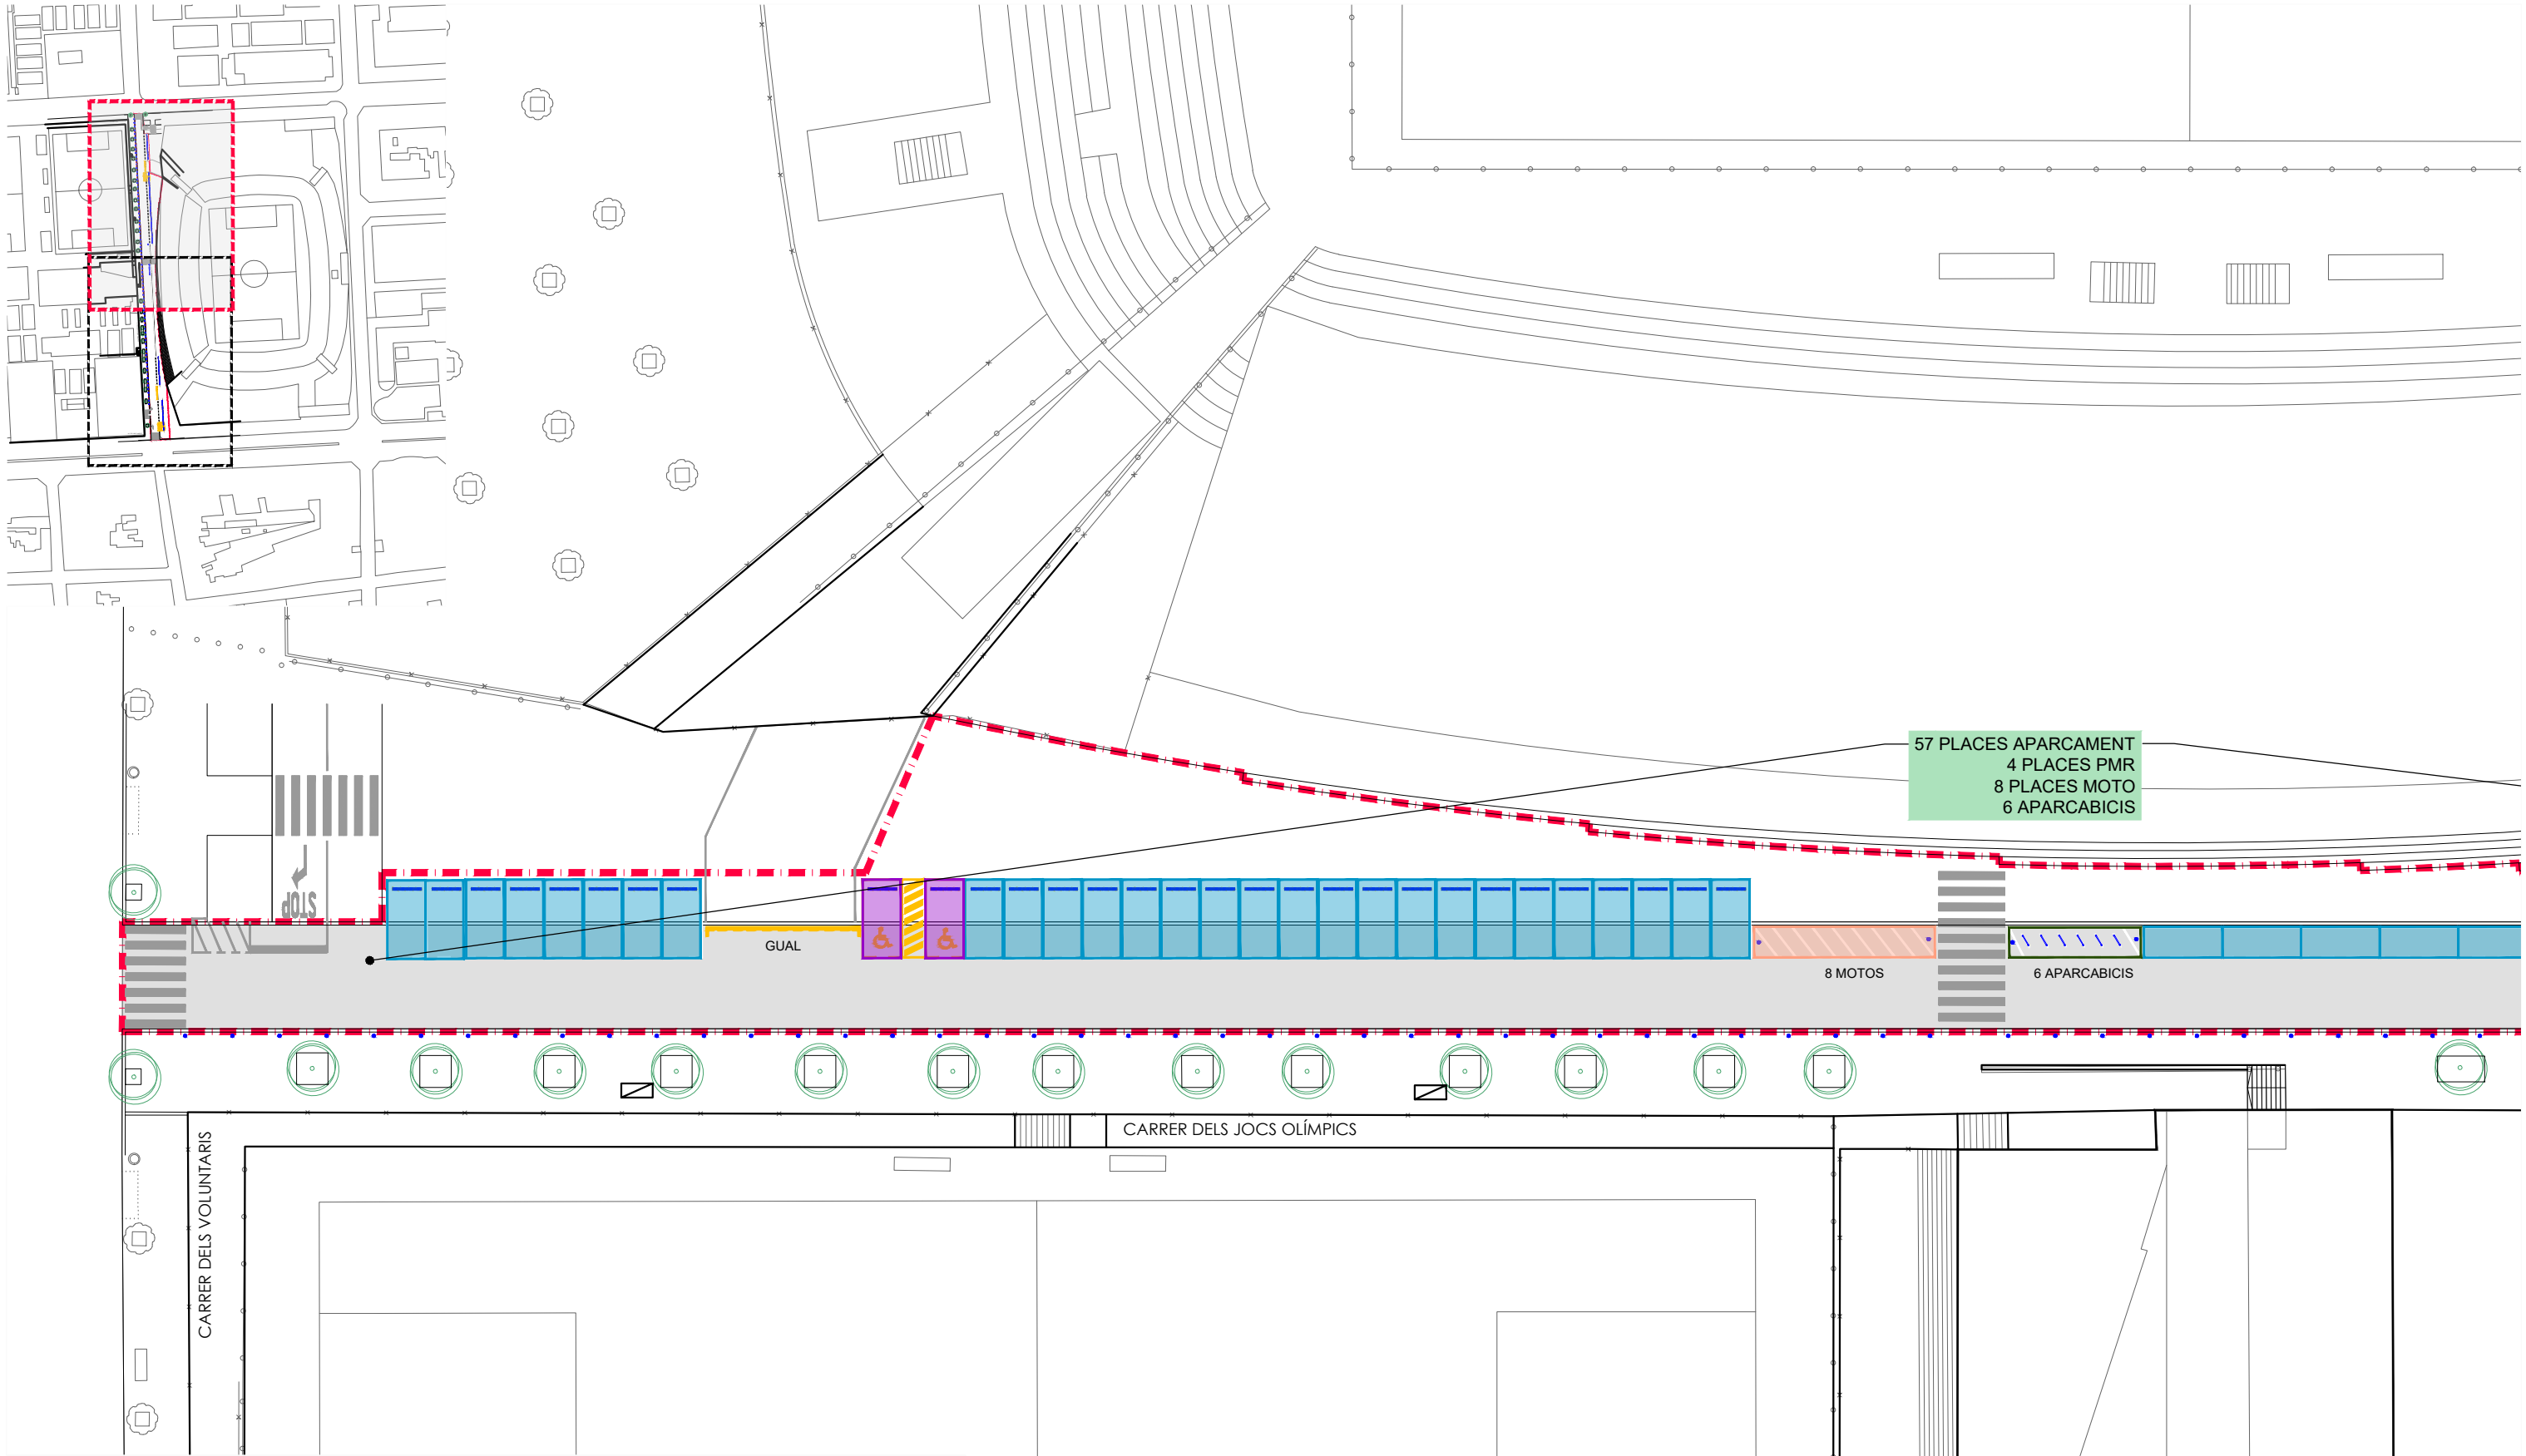 57 PLACES APARCAMENT
4 PLACES PMR
8 PLACES MOTO
6 APARCABICIS
STOP
GUAL
8 MOTOS
6 APARCABICIS
CARRER DELS JOCS OLÍMPICS
CARRER DELS VOLUNTARIS